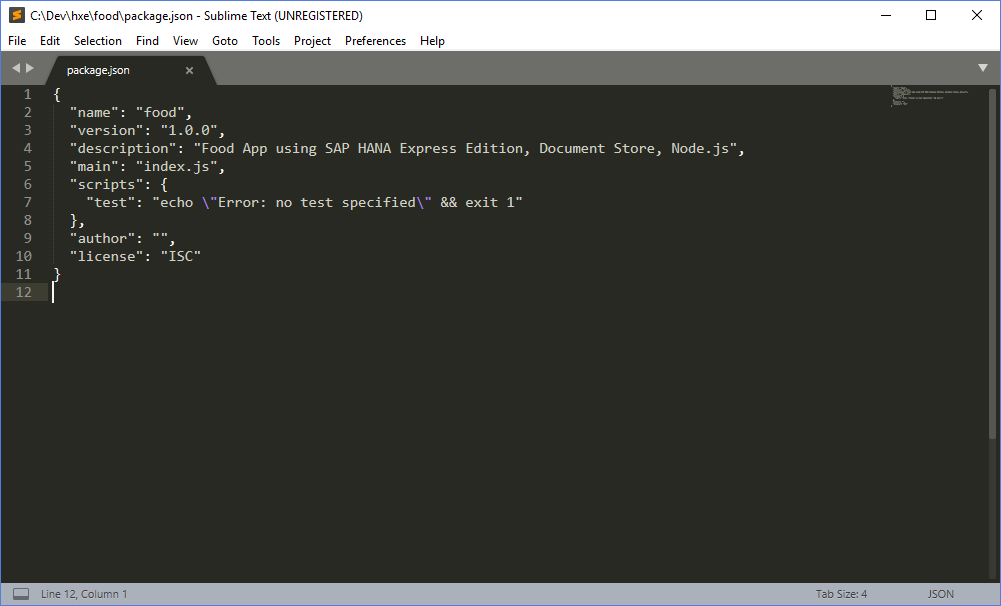 C:\Dev\hxe\food\package.json - Sublime Text (UNREGISTERED)
File Edit Selection Find View Goto Tools Project Preferences Help
package.json
1 {
2   "name": "food",
3   "version": "1.0.0",
4   "description": "Food App using SAP HANA Express Edition, Document Store, Node.js",
5   "main": "index.js",
6   "scripts": {
7     "test": "echo \"Error: no test specified\" && exit 1"
8   },
9   "author": "",
10   "license": "ISC"
11 }
12
Line 12, Column 1 Tab Size: 4 JSON